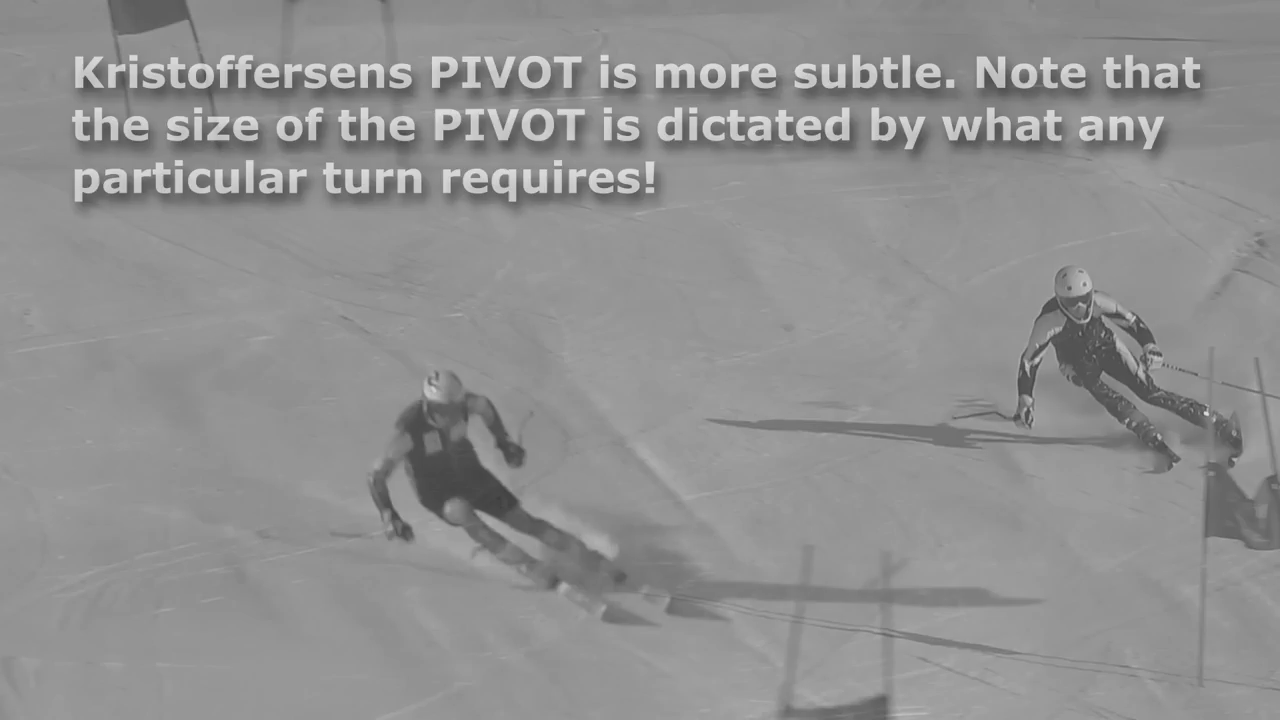 Kristoffersens PIVOT is more subtle. Note that
the size of the PIVOT is dictated by what any
particular turn requires!